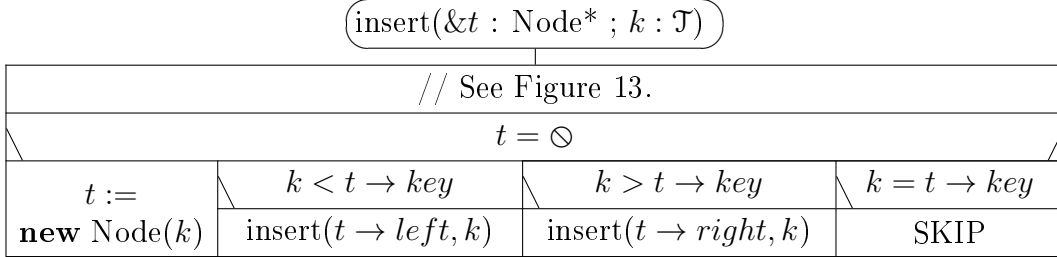 insert(&t : Node* ; k : 𝒯)
// See Figure 13.
t = ⊘
t :=
new Node(k)
k < t → key
k > t → key
k = t → key
insert(t → left, k)
insert(t → right, k)
SKIP